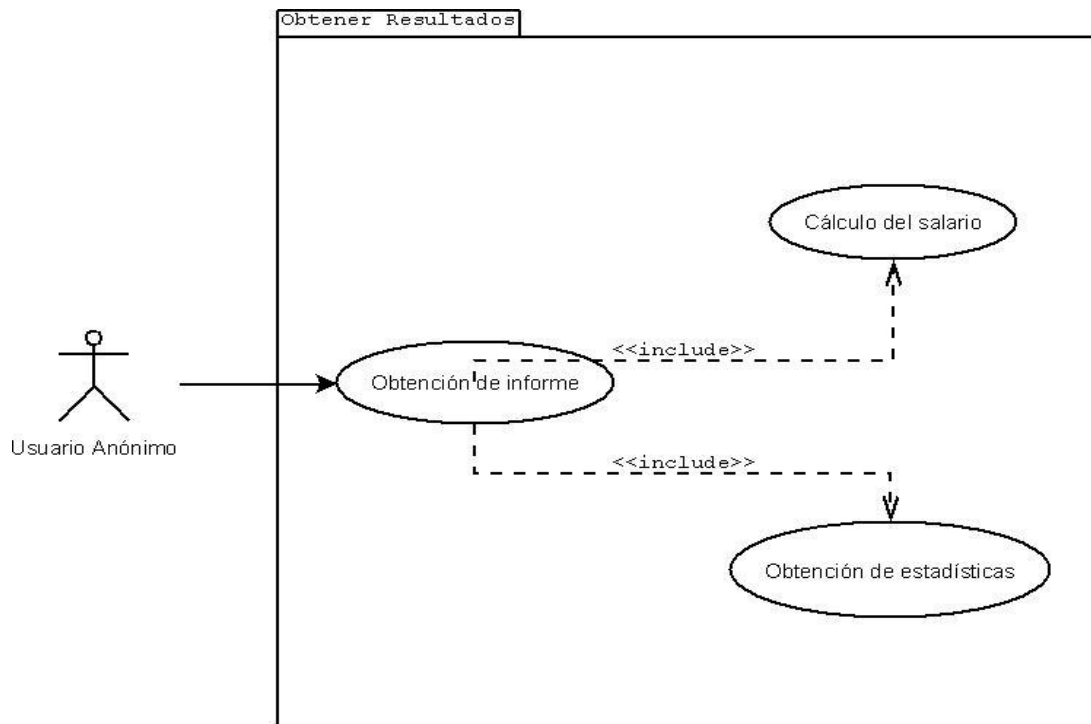 Obtener Resultados
Cálculo del salario
<<include>>
Obtención de informe
Usuario Anónimo
<<include>>
Obtención de estadísticas